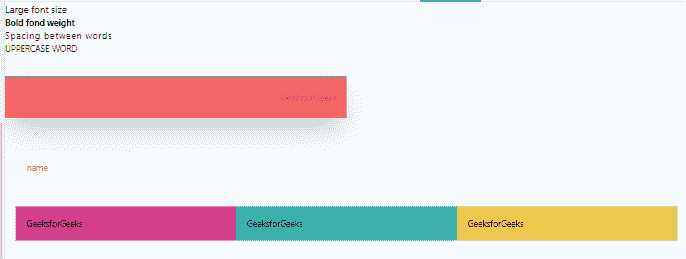 Large font size
Bold fond weight
Spacing between words
UPPERCASE WORD
GeeksforGeeks
name
GeeksforGeeks GeeksforGeeks GeeksforGeeks